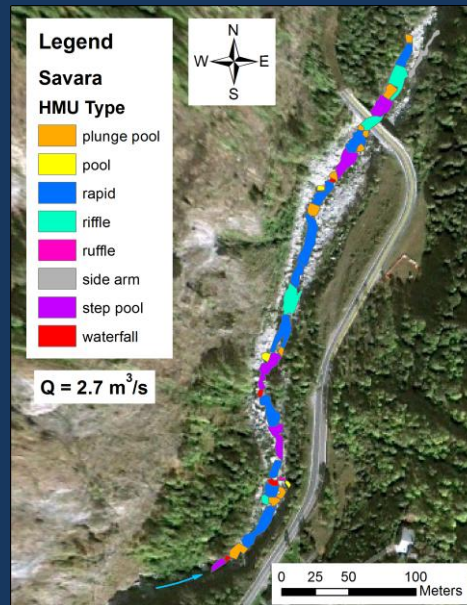 Legend
Savara
HMU Type
plunge pool
pool
rapid
riffle
ruffle
side arm
step pool
waterfall
Q = 2.7 m³/s
N
W E
S
0 25 50 100
Meters